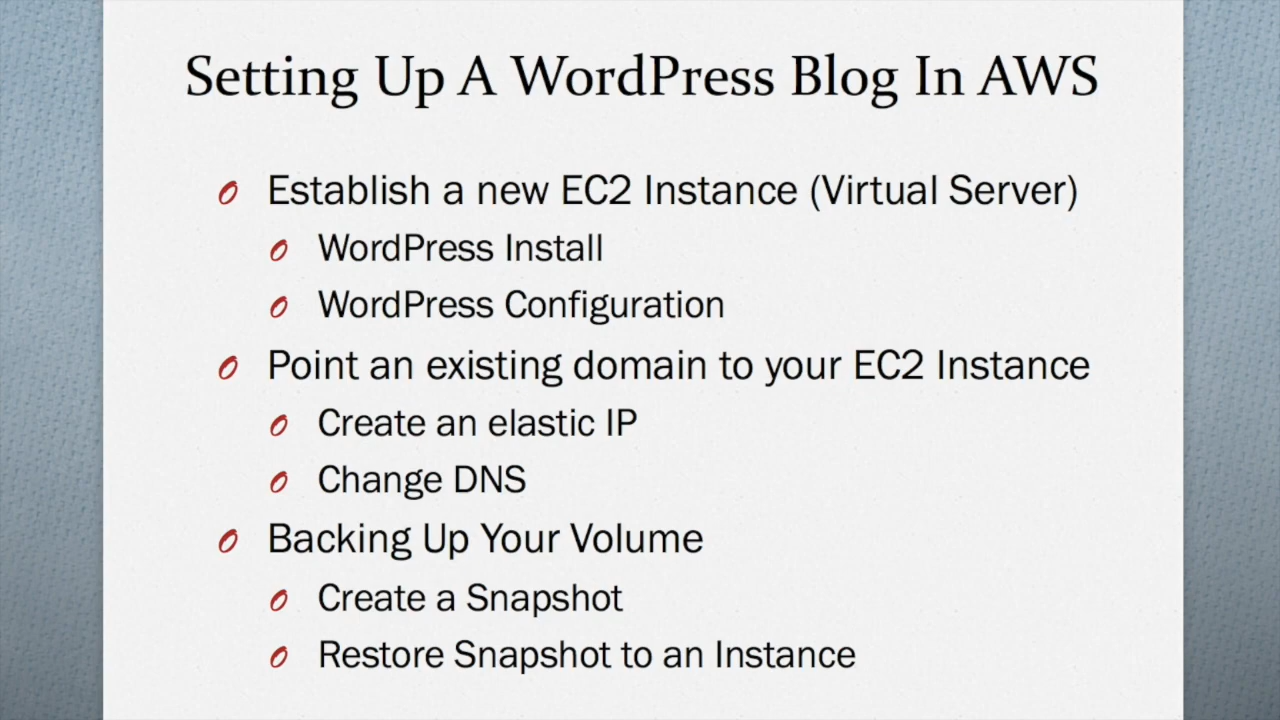 Setting Up A WordPress Blog In AWS
Establish a new EC2 Instance (Virtual Server)
WordPress Install
WordPress Configuration
Point an existing domain to your EC2 Instance
Create an elastic IP
Change DNS
Backing Up Your Volume
Create a Snapshot
Restore Snapshot to an Instance